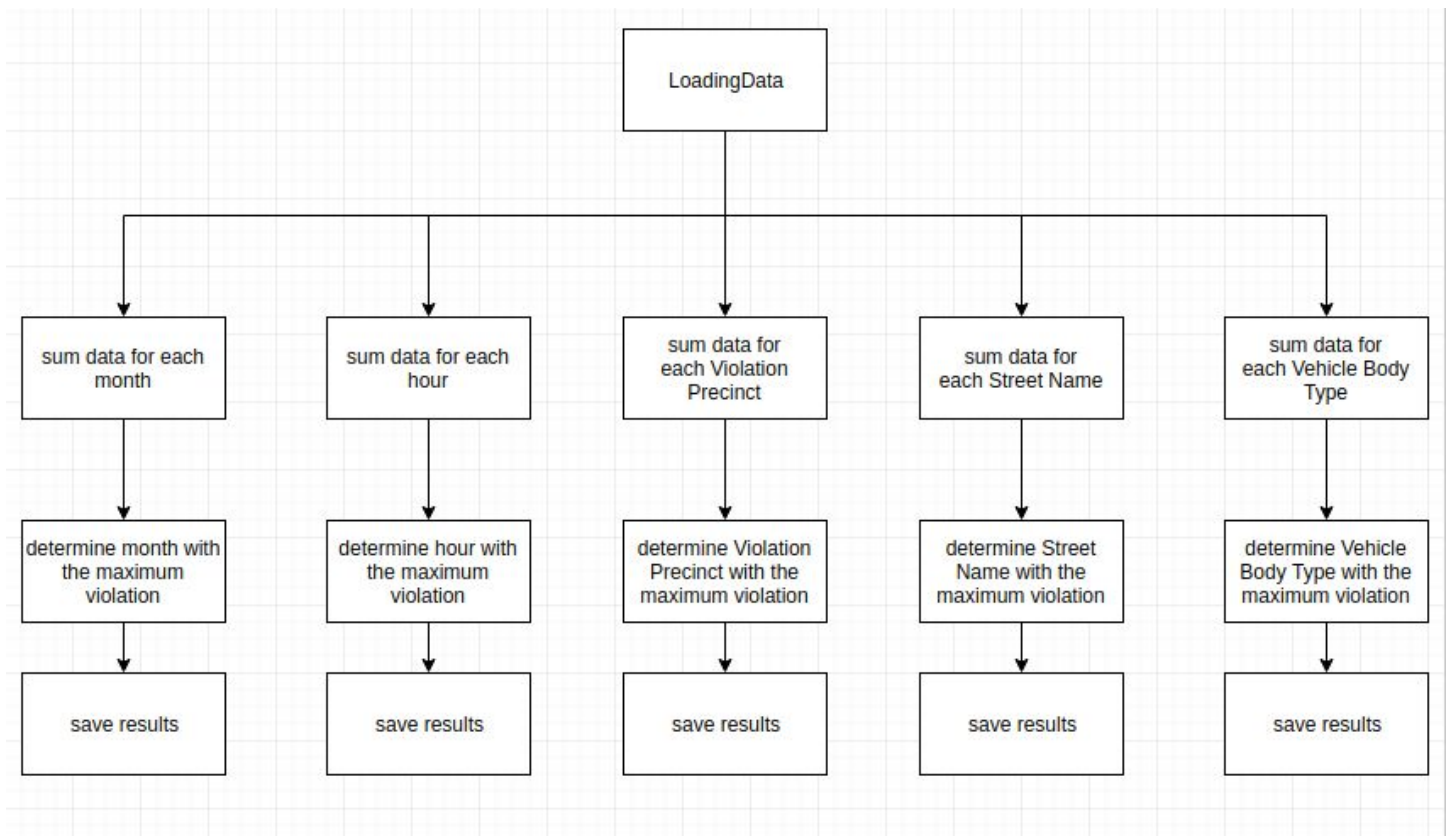 LoadingData
sum data for each
month
sum data for each
hour
sum data for
each Violation
Precinct
sum data for
each Street Name
sum data for
each Vehicle Body
Type
determine month with
the maximum
violation
determine hour with
the maximum
violation
determine Violation
Precinct with the
maximum violation
determine Street
Name with the
maximum violation
determine Vehicle
Body Type with the
maximum violation
save results
save results
save results
save results
save results